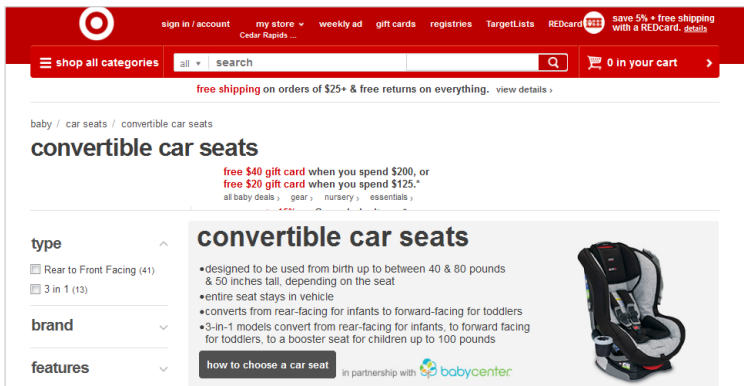 sign in / account my store weekly ad gift cards registries TargetLists REDcard save 5% + free shipping
with a REDcard. details
Cedar Rapids ...
shop all categories all search 0 in your cart
free shipping on orders of $25+ & free returns on everything. view details ›
baby / car seats / convertible car seats
convertible car seats
free $40 gift card when you spend $200, or
free $20 gift card when you spend $125.*
all baby deals › gear › nursery › essentials ›
type
Rear to Front Facing (41)
3 in 1 (13)
brand
features
convertible car seats
•designed to be used from birth up to between 40 & 80 pounds
& 50 inches tall, depending on the seat
•entire seat stays in vehicle
•converts from rear-facing for infants to forward-facing for toddlers
•3-in-1 models convert from rear-facing for infants, to forward facing
for toddlers, to a booster seat for children up to 100 pounds
how to choose a car seat in partnership with babycenter